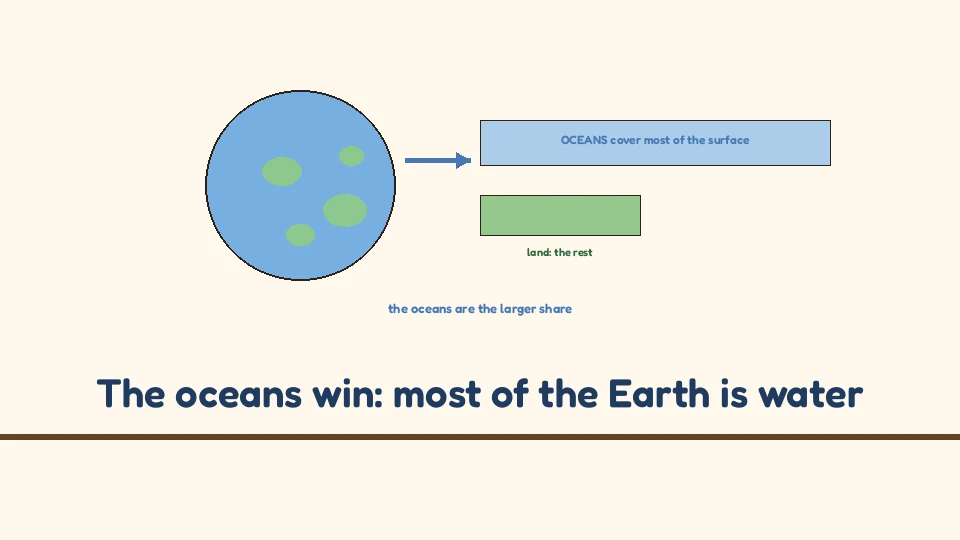 OCEANS cover most of the surface
land: the rest
the oceans are the larger share
The oceans win: most of the Earth is water